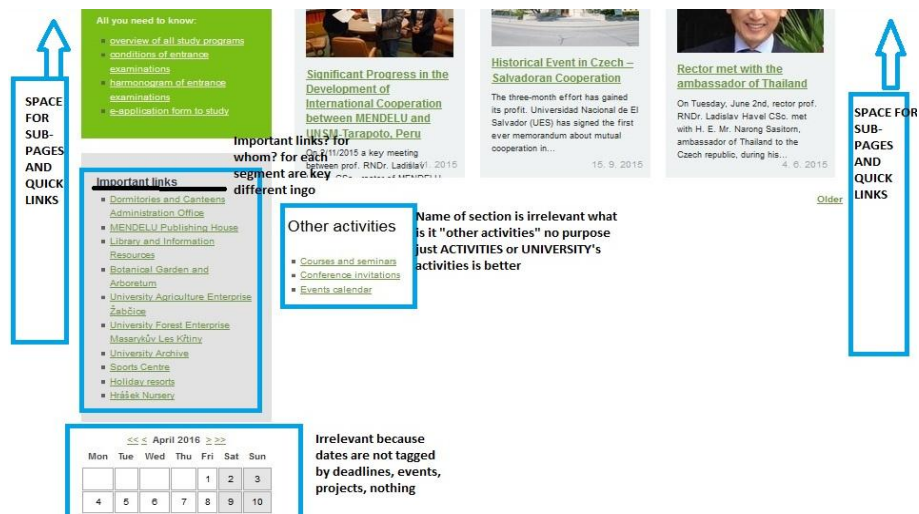 All you need to know:
overview of all study programs
conditions of entrance
examinations
harmonogram of entrance
examinations
e-application form to study
SPACE
FOR
SUB-
PAGES
AND
QUICK
LINKS
Significant Progress in the
Development of
International Cooperation
between MENDELU and
UNSM-Tarapoto, Peru
On 2/11/2015 a key meeting
between prof. RNDr. Ladislav
2015
Historical Event in Czech –
Salvadoran Cooperation
The three-month effort has gained
its profit. Universidad Nacional de El
Salvador (UES) has signed the first
ever memorandum about mutual
cooperation in...
15. 9. 2015
Rector met with the
ambassador of Thailand
On Tuesday, June 2nd, rector prof.
RNDr. Ladislav Havel CSc. met
with H. E. Mr. Narong Sasitorn,
ambassador of Thailand to the
Czech republic, during his...
4. 6. 2015
Older
SPACE FOR
SUB-
PAGES
AND
QUICK
LINKS
Important links? for
whom? for each
segment are key
different ingo
Important links
Dormitories and Canteens
Administration Office
MENDELU Publishing House
Library and Information
Resources
Botanical Garden and
Arboretum
University Agriculture Enterprise
Žabčice
University Forest Enterprise
Masarykův Les Křtiny
University Archive
Sports Centre
Holiday resorts
Hrášek Nursery
Other activities
Courses and seminars
Conference invitations
Events calendar
Name of section is irrelevant what
is it "other activities" no purpose
just ACTIVITIES or UNIVERSITY's
activities is better
<< < April 2016 > >>
Mon Tue Wed Thu Fri Sat Sun
1 2 3
4 5 6 7 8 9 10
Irrelevant because
dates are not tagged
by deadlines, events,
projects, nothing